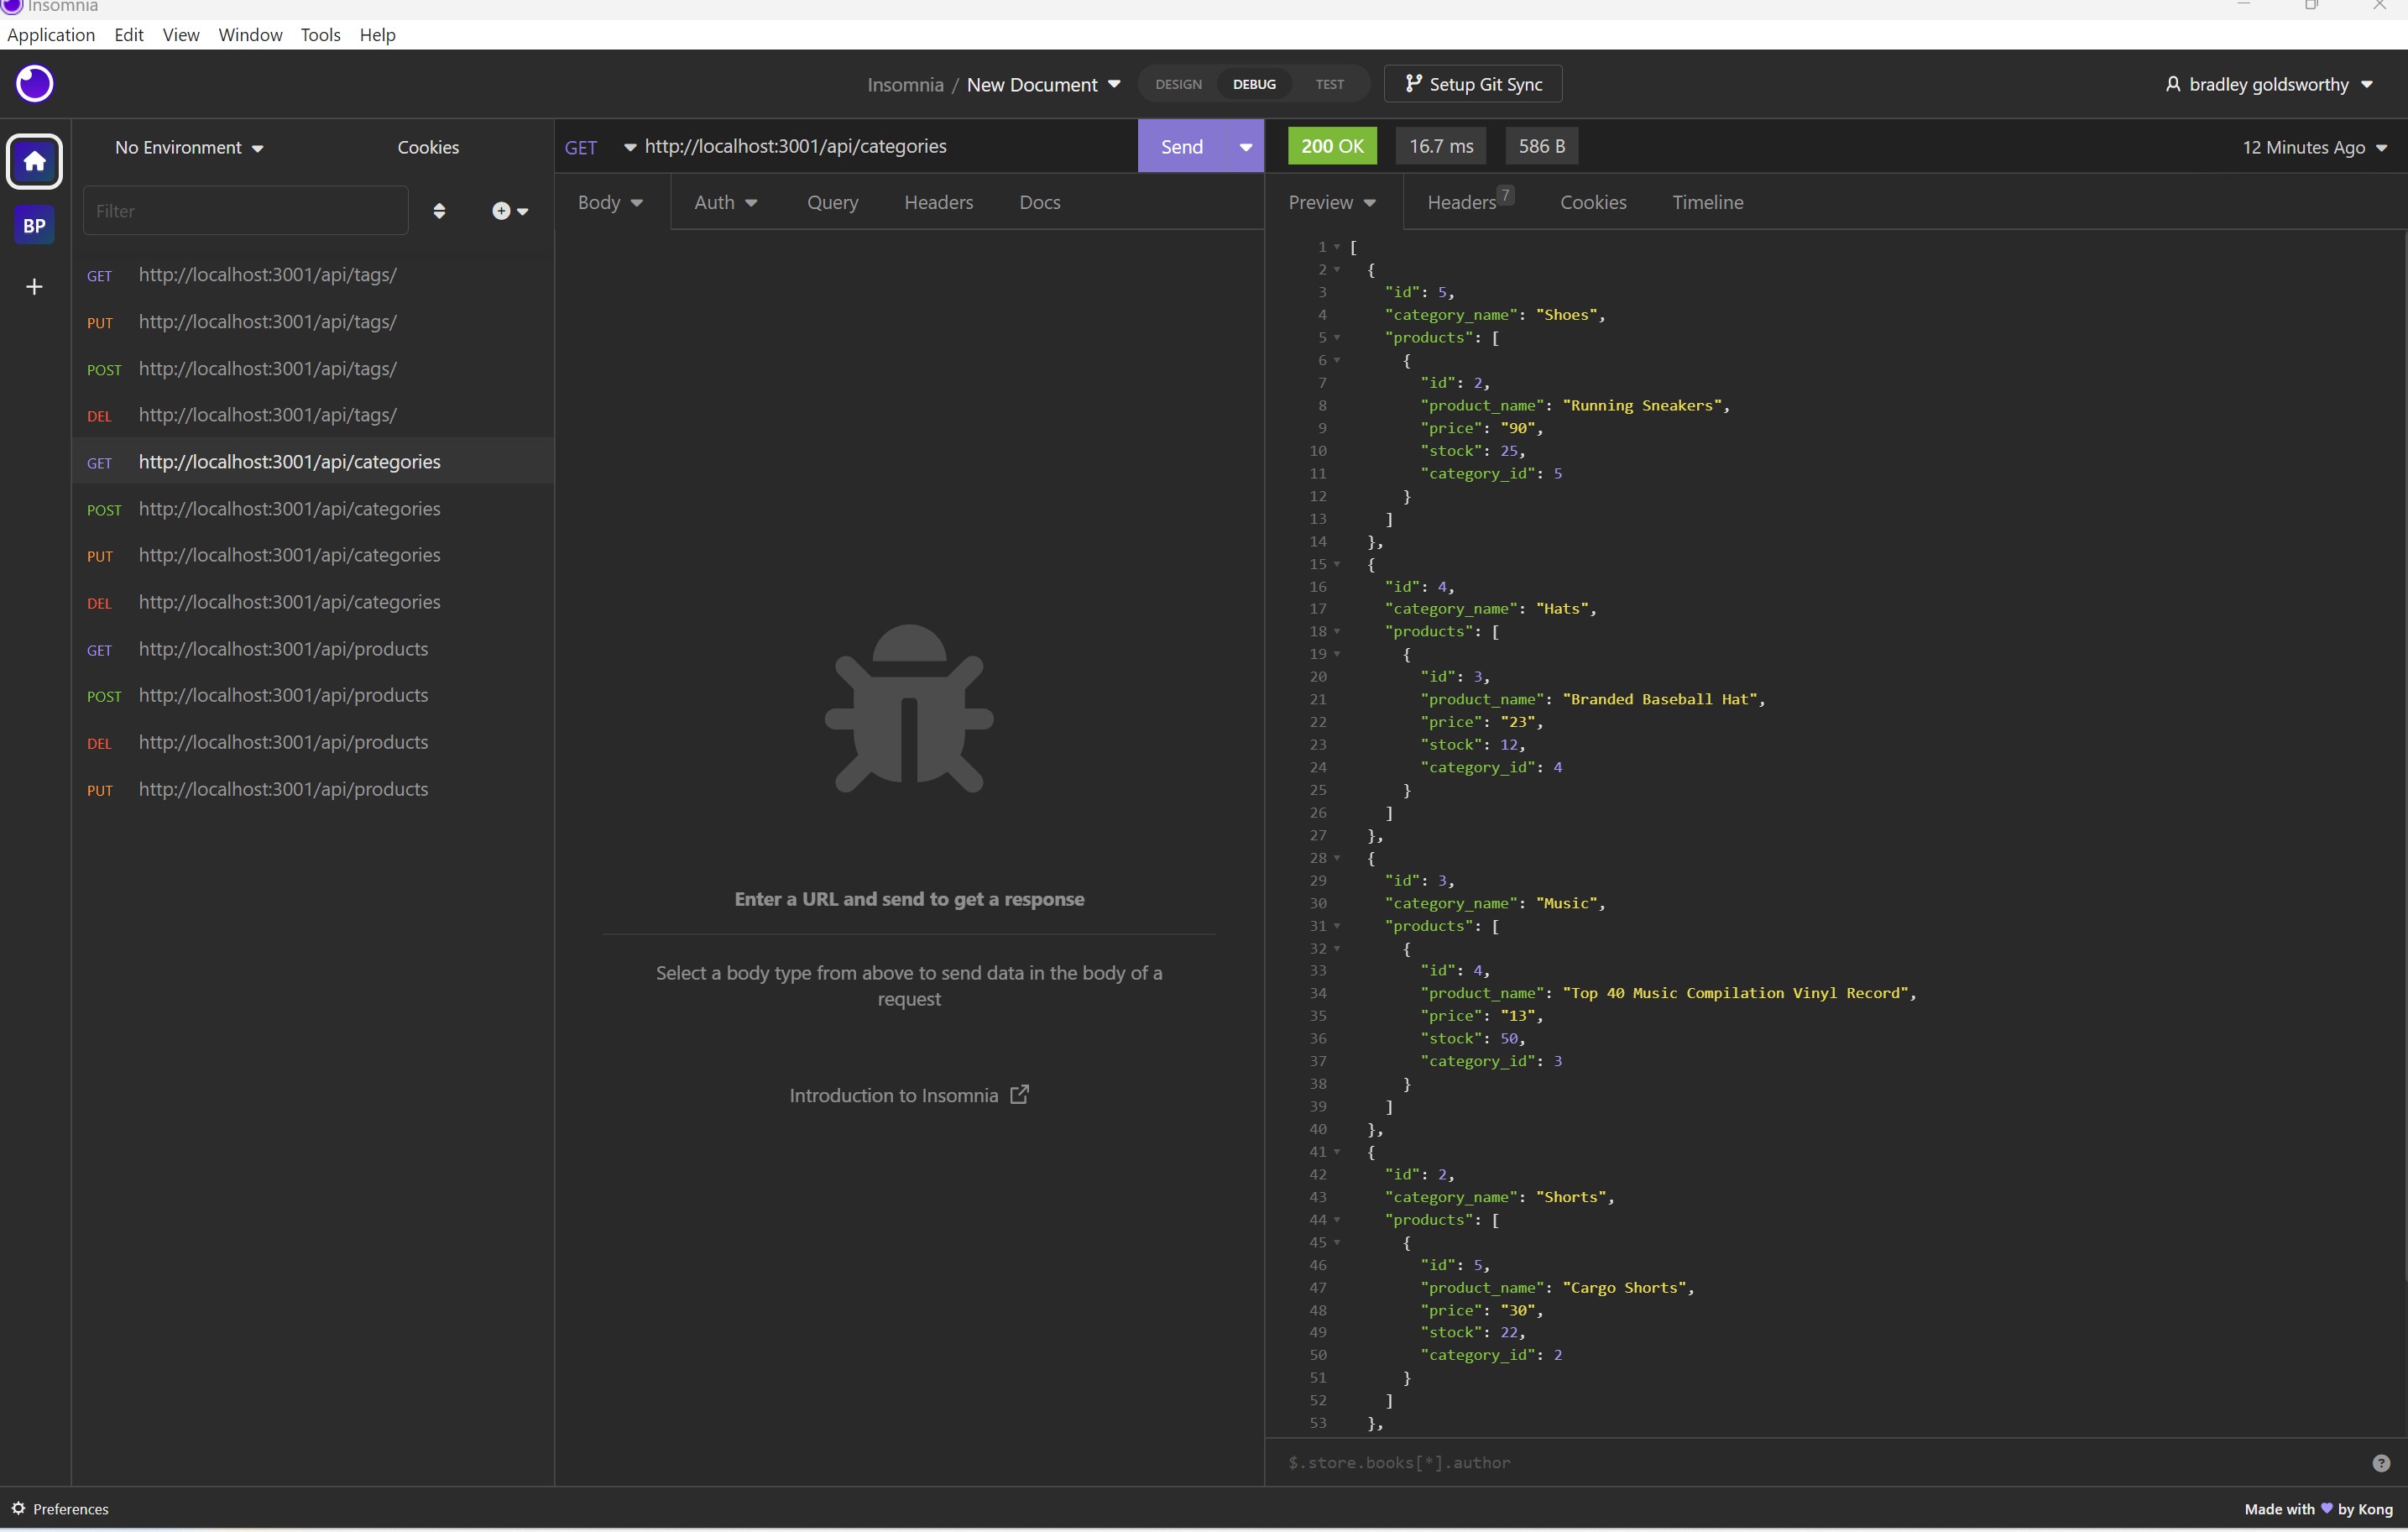 Insomnia
Application Edit View Window Tools Help
Insomnia / New Document DESIGN DEBUG TEST Setup Git Sync bradley goldsworthy
No Environment Cookies
Filter
BP
GET http://localhost:3001/api/tags/
PUT http://localhost:3001/api/tags/
POST http://localhost:3001/api/tags/
DEL http://localhost:3001/api/tags/
GET http://localhost:3001/api/categories
POST http://localhost:3001/api/categories
PUT http://localhost:3001/api/categories
DEL http://localhost:3001/api/categories
GET http://localhost:3001/api/products
POST http://localhost:3001/api/products
DEL http://localhost:3001/api/products
PUT http://localhost:3001/api/products
GET http://localhost:3001/api/categories Send
Body Auth Query Headers Docs
Enter a URL and send to get a response
Select a body type from above to send data in the body of a
request
Introduction to Insomnia
200 OK 16.7 ms 586 B 12 Minutes Ago
Preview Headers 7 Cookies Timeline
1 [
2 {
3 "id": 5,
4 "category_name": "Shoes",
5 "products": [
6 {
7 "id": 2,
8 "product_name": "Running Sneakers",
9 "price": "90",
10 "stock": 25,
11 "category_id": 5
12 }
13 ]
14 },
15 {
16 "id": 4,
17 "category_name": "Hats",
18 "products": [
19 {
20 "id": 3,
21 "product_name": "Branded Baseball Hat",
22 "price": "23",
23 "stock": 12,
24 "category_id": 4
25 }
26 ]
27 },
28 {
29 "id": 3,
30 "category_name": "Music",
31 "products": [
32 {
33 "id": 4,
34 "product_name": "Top 40 Music Compilation Vinyl Record",
35 "price": "13",
36 "stock": 50,
37 "category_id": 3
38 }
39 ]
40 },
41 {
42 "id": 2,
43 "category_name": "Shorts",
44 "products": [
45 {
46 "id": 5,
47 "product_name": "Cargo Shorts",
48 "price": "30",
49 "stock": 22,
50 "category_id": 2
51 }
52 ]
53 },
$.store.books[*].author
Preferences
Made with by Kong